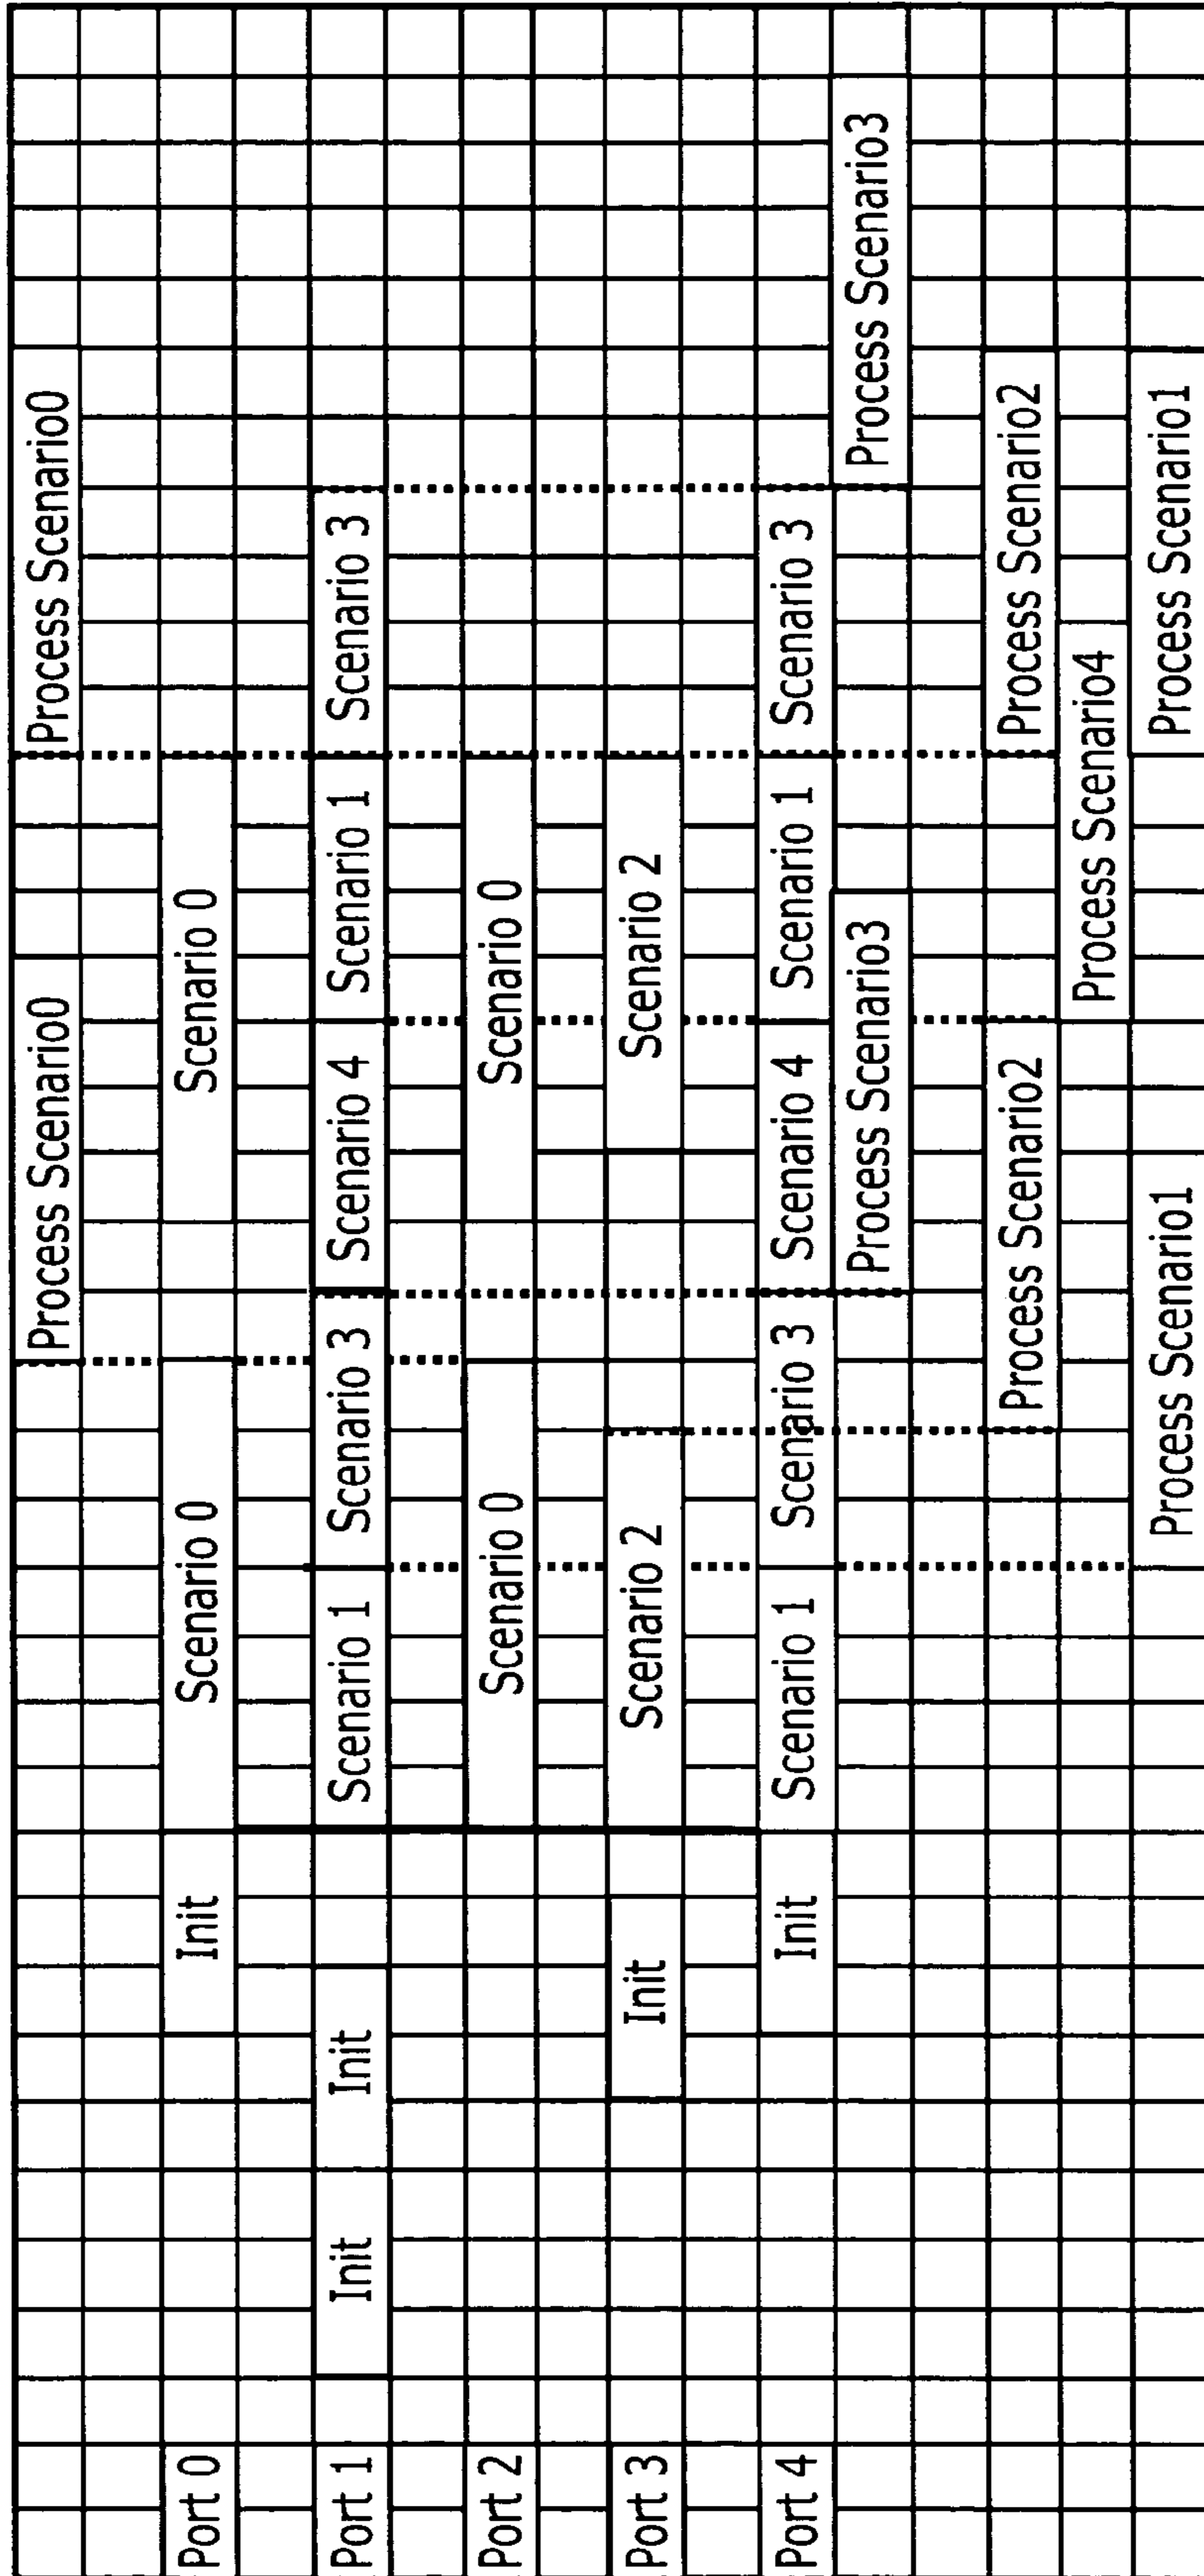 Process Scenario0 Process Scenario0
Port 0 Init Scenario 0 Scenario 0
Port 1 Init Init Scenario 1 Scenario 3 Scenario 4 Scenario 1 Scenario 3
Port 2 Scenario 0 Scenario 0
Port 3 Init Scenario 2 Scenario 2
Port 4 Init Scenario 1 Scenario 3 Scenario 4 Scenario 1 Scenario 3
Process Scenario3 Process Scenario3
Process Scenario2 Process Scenario2
Process Scenario4
Process Scenario1 Process Scenario1